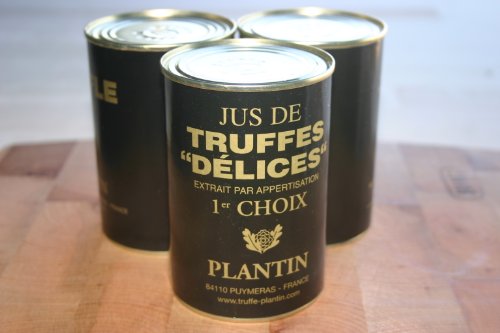 JUS DE
TRUFFES
"DÉLICES"
EXTRAIT PAR APPERTISATION
1er CHOIX
PLANTIN
84110 PUYMERAS - FRANCE
www.truffe-plantin.com